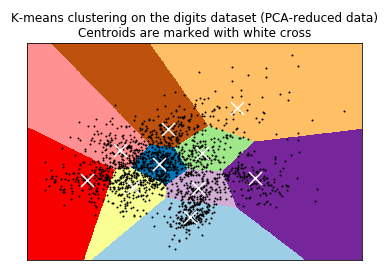 K-means clustering on the digits dataset (PCA-reduced data)
Centroids are marked with white cross